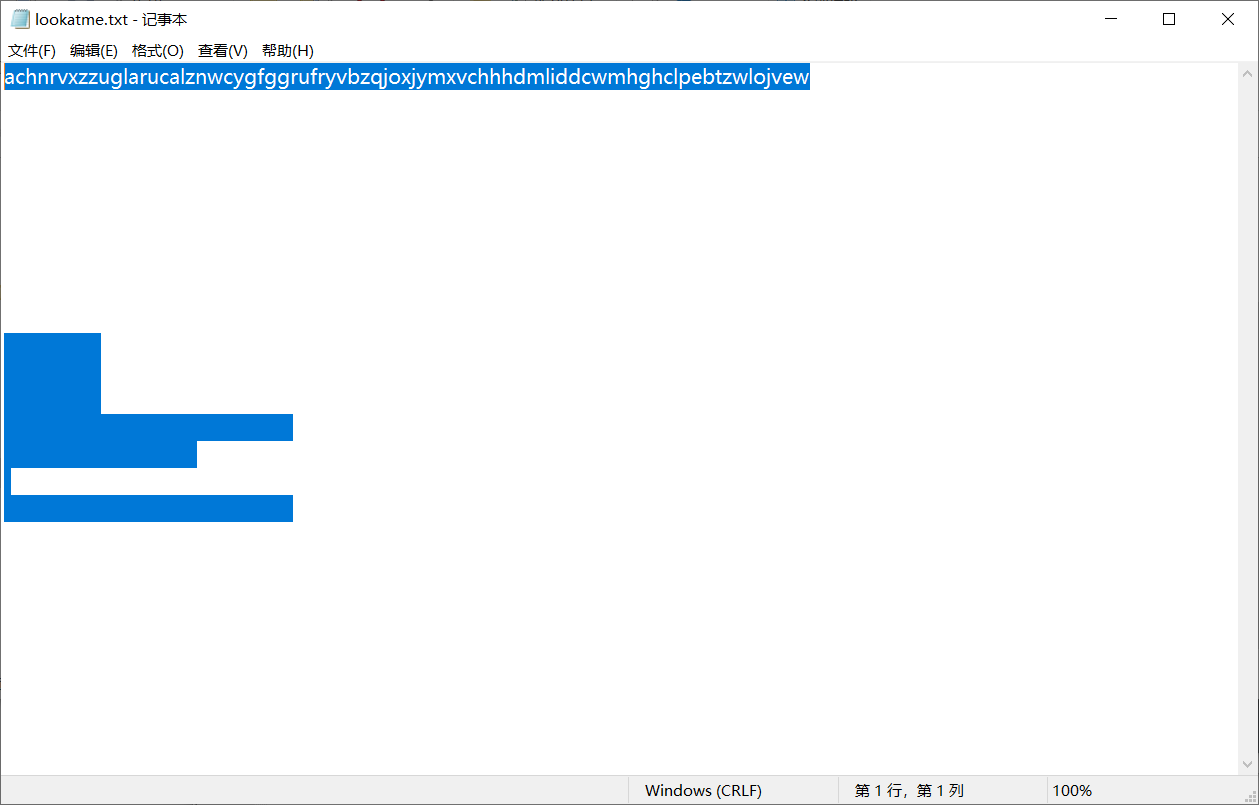 lookatme.txt - 记事本
文件(F) 编辑(E) 格式(O) 查看(V) 帮助(H)
achnrvxzzuglarucalznwcygfggrufryvbzqjoxjymxvchhhdmliddcwmhghclpebtzwlojvew
Windows (CRLF) 第 1 行，第 1 列 100%